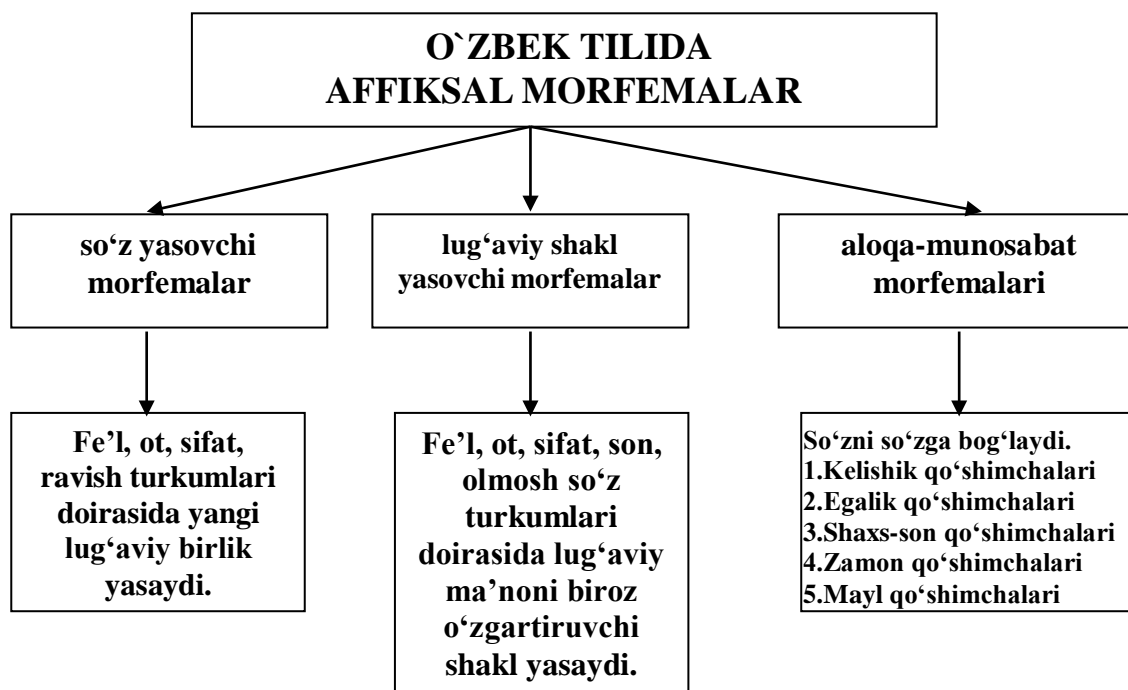 O`ZBEK TILIDA
AFFIKSAL MORFEMALAR
so‘z yasovchi
morfemalar
lug‘aviy shakl
yasovchi morfemalar
aloqa-munosabat
morfemalari
Fe’l, ot, sifat,
ravish turkumlari
doirasida yangi
lug‘aviy birlik
yasaydi.
Fe’l, ot, sifat, son,
olmosh so‘z
turkumlari
doirasida lug‘aviy
ma’noni biroz
o‘zgartiruvchi
shakl yasaydi.
So‘zni so‘zga bog‘laydi.
1.Kelishik qo‘shimchalari
2.Egalik qo‘shimchalari
3.Shaxs-son qo‘shimchalari
4.Zamon qo‘shimchalari
5.Mayl qo‘shimchalari